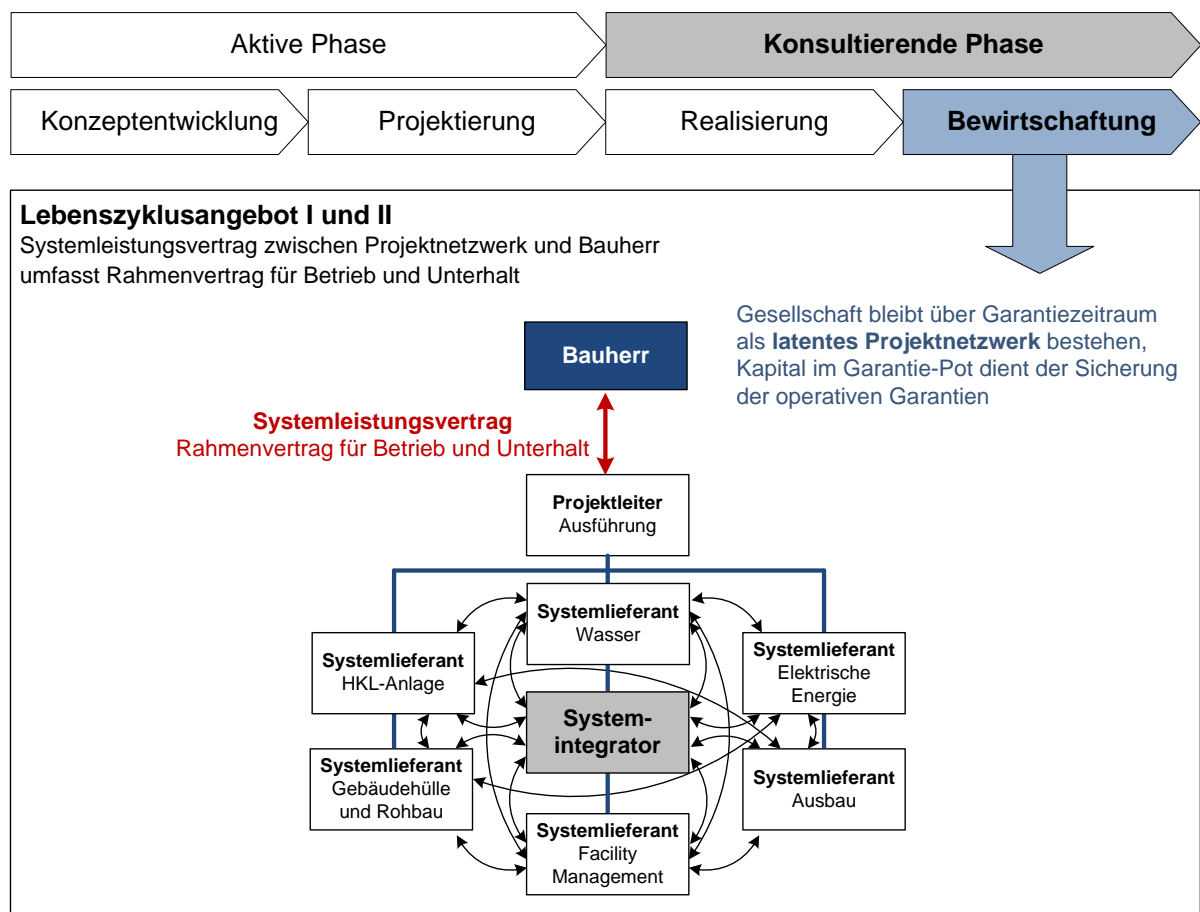 Aktive Phase
Konsultierende Phase
Konzeptentwicklung
Projektierung
Realisierung
Bewirtschaftung
Lebenszyklusangebot I und II
Systemleistungsvertrag zwischen Projektnetzwerk und Bauherr
umfasst Rahmenvertrag für Betrieb und Unterhalt
Gesellschaft bleibt über Garantiezeitraum
als latentes Projektnetzwerk bestehen,
Kapital im Garantie-Pot dient der Sicherung
der operativen Garantien
Bauherr
Systemleistungsvertrag
Rahmenvertrag für Betrieb und Unterhalt
Projektleiter
Ausführung
Systemlieferant
Wasser
Systemlieferant
HKL-Anlage
Systemlieferant
Elektrische
Energie
System-
integrator
Systemlieferant
Gebäudehülle
und Rohbau
Systemlieferant
Ausbau
Systemlieferant
Facility
Management